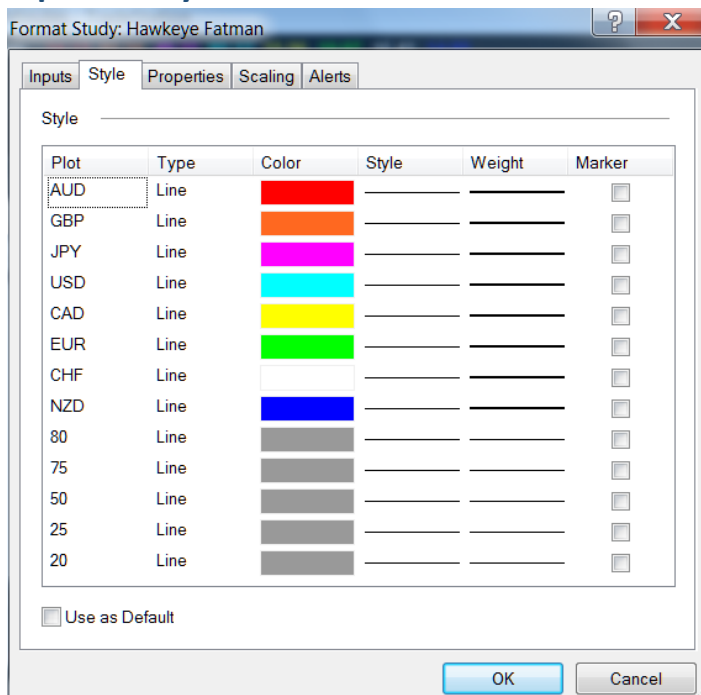 Format Study: Hawkeye Fatman
Inputs Style Properties Scaling Alerts
Style
Plot Type Color Style Weight Marker
AUD Line
GBP Line
JPY Line
USD Line
CAD Line
EUR Line
CHF Line
NZD Line
80 Line
75 Line
50 Line
25 Line
20 Line
Use as Default
OK Cancel